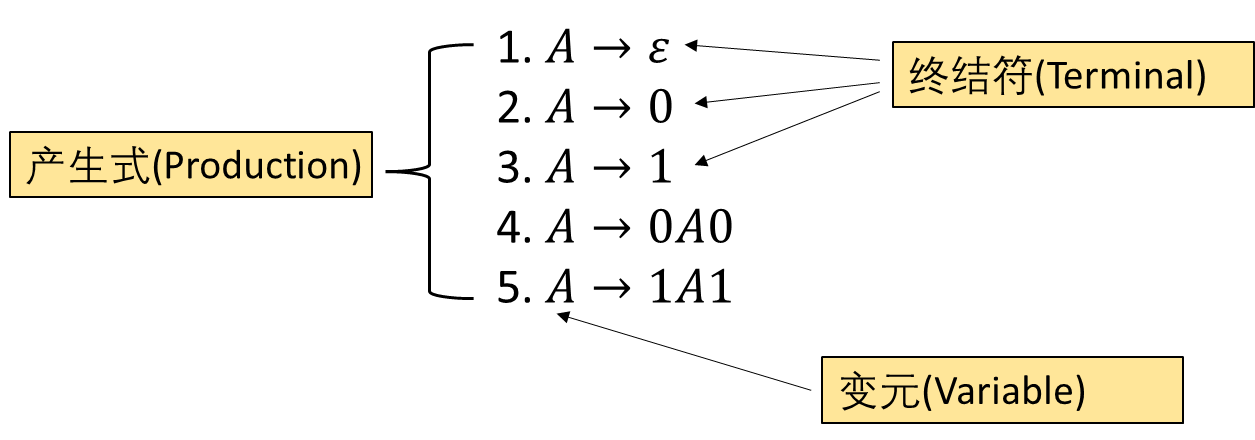 1. A → ε
终结符(Terminal)
2. A → 0
产生式(Production)
3. A → 1
4. A → 0A0
5. A → 1A1
变元(Variable)